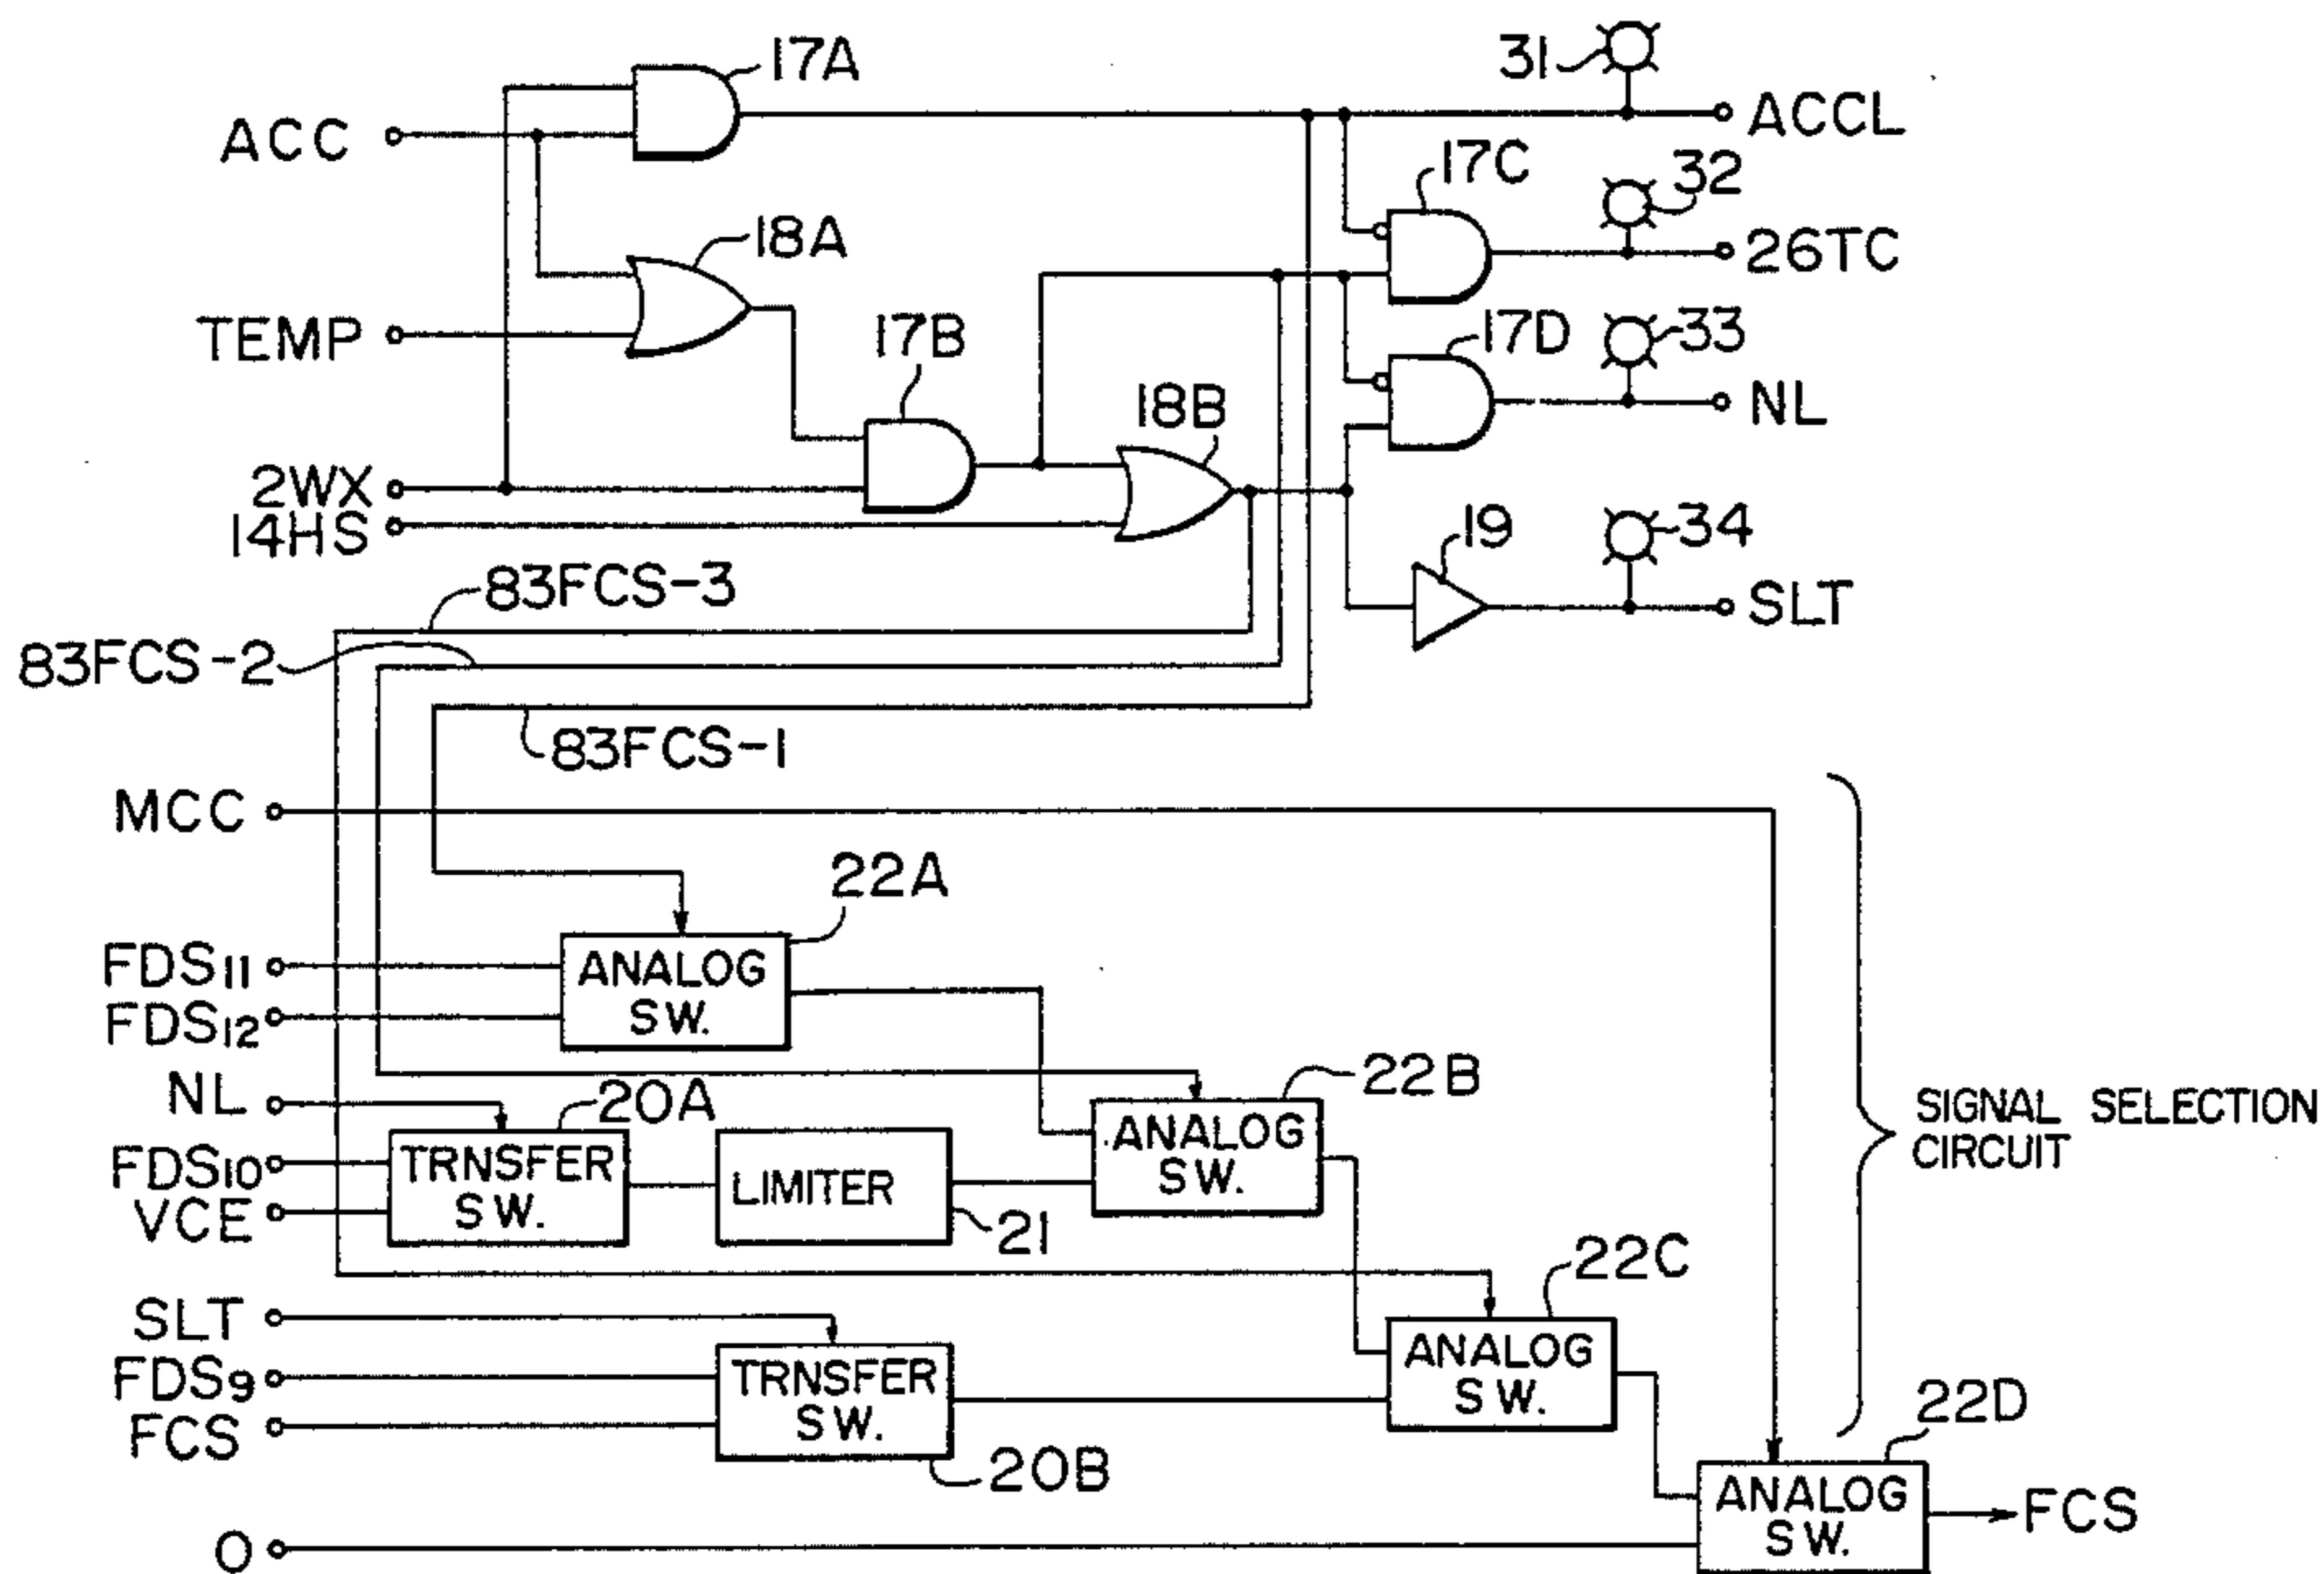 31
17A
ACC
ACCL
17C
32
18A
26TC
TEMP
17B
17D
33
18B
NL
2WX
14HS
19
34
83FCS-3
SLT
83FCS-2
83FCS-1
MCC
22A
FDS11
ANALOG
SW.
FDS12
NL
20A
22B
SIGNAL SELECTION
CIRCUIT
FDS10
TRNSFER
SW.
LIMITER
ANALOG
SW.
VCE
21
22C
SLT
FDS9
TRNSFER
SW.
ANALOG
SW.
FCS
22D
20B
ANALOG
SW.
FCS
0